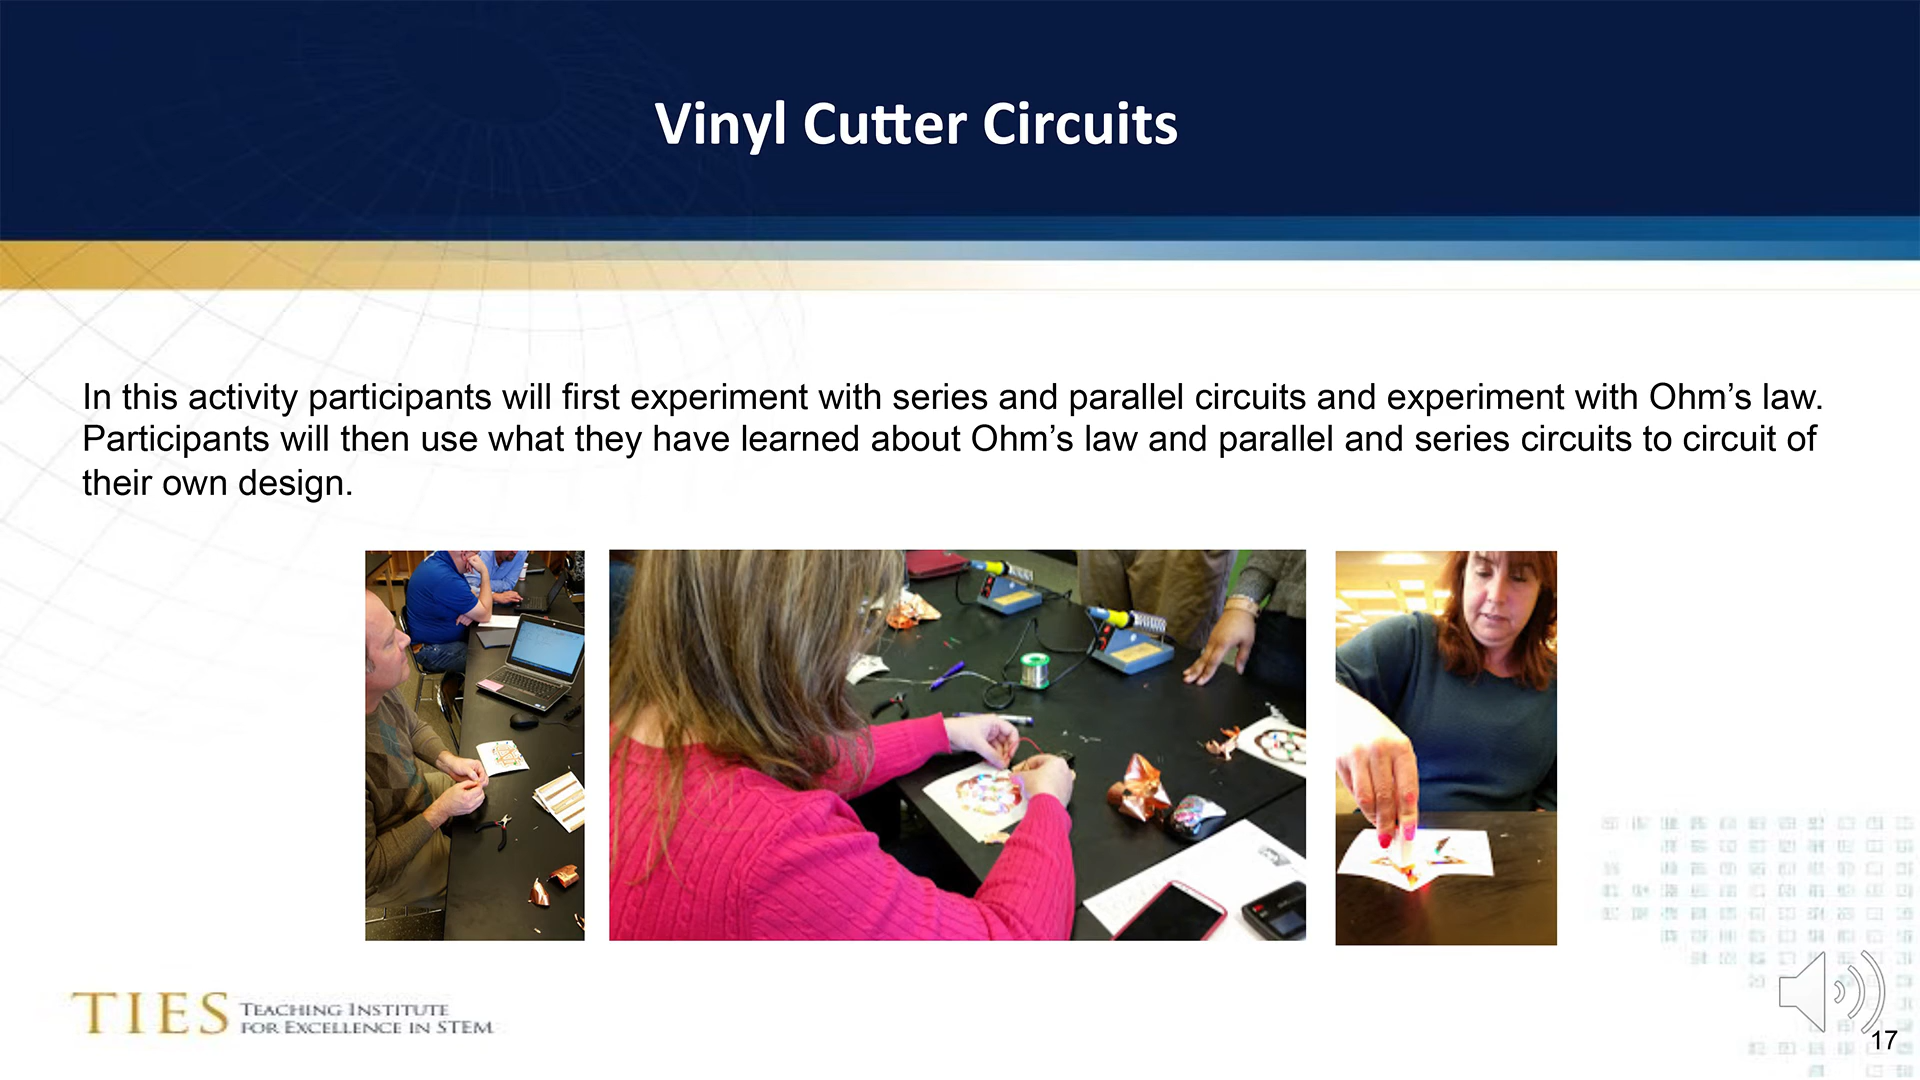 Vinyl Cutter Circuits
In this activity participants will first experiment with series and parallel circuits and experiment with Ohm’s law.
Participants will then use what they have learned about Ohm’s law and parallel and series circuits to circuit of
their own design.
TIES TEACHING INSTITUTE
FOR EXCELLENCE IN STEM
17